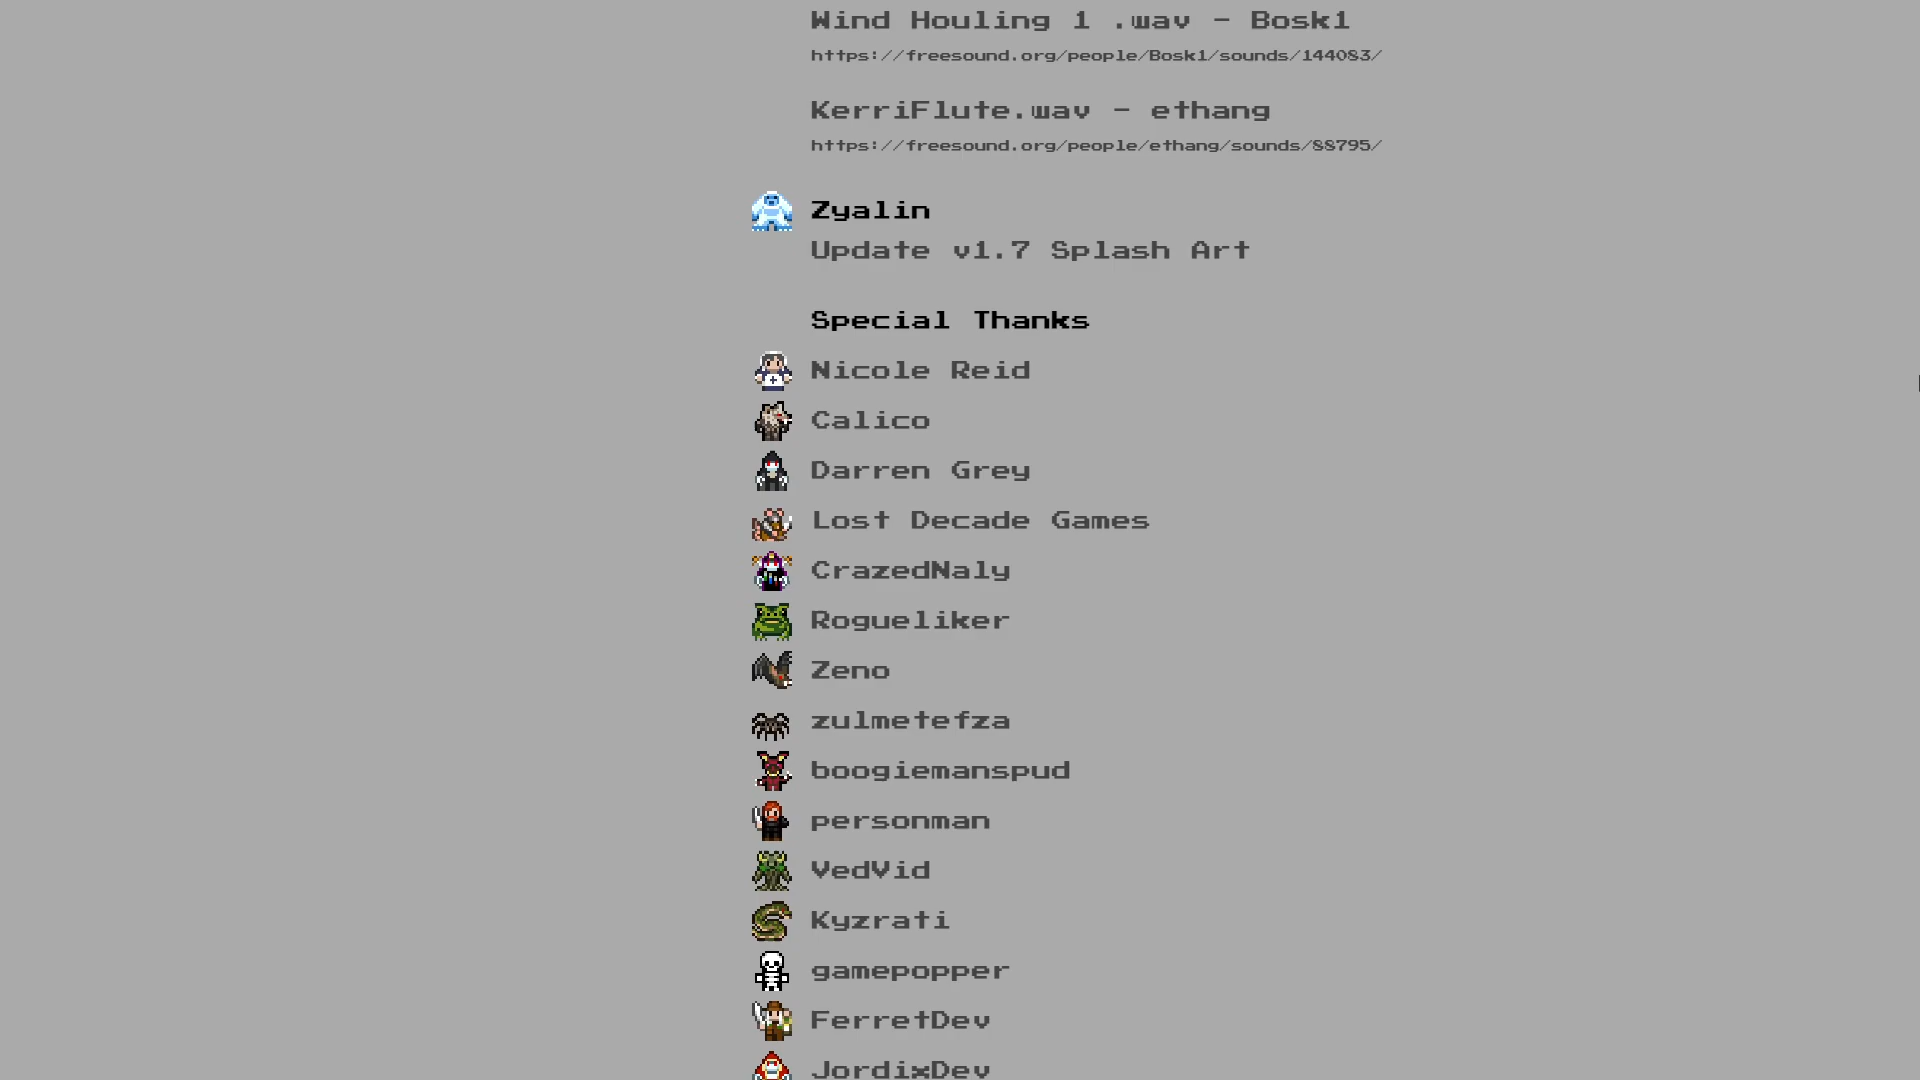 Wind Houling 1 .wav - Bosk1
https://freesound.org/people/Bosk1/sounds/144083/
KerriFlute.wav - ethang
https://freesound.org/people/ethang/sounds/88795/
Zyalin
Update v1.7 Splash Art
Special Thanks
Nicole Reid
Calico
Darren Grey
Lost Decade Games
CrazedNaly
Rogueliker
Zeno
zulmetefza
boogiemanspud
personman
VedVid
Kyzrati
gamepopper
FerretDev
JordixDev